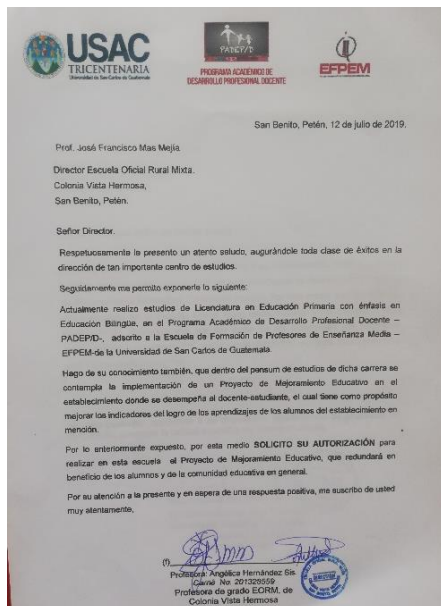 USAC
TRICENTENARIA
Universidad de San Carlos de Guatemala
PADEP/D
PROGRAMA ACADÉMICO DE
DESARROLLO PROFESIONAL DOCENTE
EFPEM
San Benito, Petén, 12 de julio de 2019.
Prof. José Francisco Mas Mejía
Director Escuela Oficial Rural Mixta.
Colonia Vista Hermosa,
San Benito, Petén.
Señor Director.
Respetuosamente le presento un atento saludo, augurándole toda clase de éxitos en la
dirección de tan importante centro de estudios.
Seguidamente me permito exponerle lo siguiente:
Actualmente realizo estudios de Licenciatura en Educación Primaria con énfasis en
Educación Bilingüe, en el Programa Académico de Desarrollo Profesional Docente –
PADEP/D-, adscrito a la Escuela de Formación de Profesores de Enseñanza Media –
EFPEM-de la Universidad de San Carlos de Guatemala.
Hago de su conocimiento también, que dentro del pensum de estudios de dicha carrera se
contempla la implementación de un Proyecto de Mejoramiento Educativo en el
establecimiento donde se desempeña al docente-estudiante, el cual tiene como propósito
mejorar los indicadores del logro de los aprendizajes de los alumnos del establecimiento en
mención.
Por lo anteriormente expuesto, por esta medio SOLICITO SU AUTORIZACIÓN para
realizar en esta escuela el Proyecto de Mejoramiento Educativo, que redundará en
beneficio de los alumnos y de la comunidad educativa en general.
Por su atención a la presente y en espera de una respuesta positiva, me suscribo de usted
muy atentamente,
(f)
Profesora: Angélica Hernández Sis
Carné No. 201328559
Profesora de grado EORM, de
Colonia Vista Hermosa